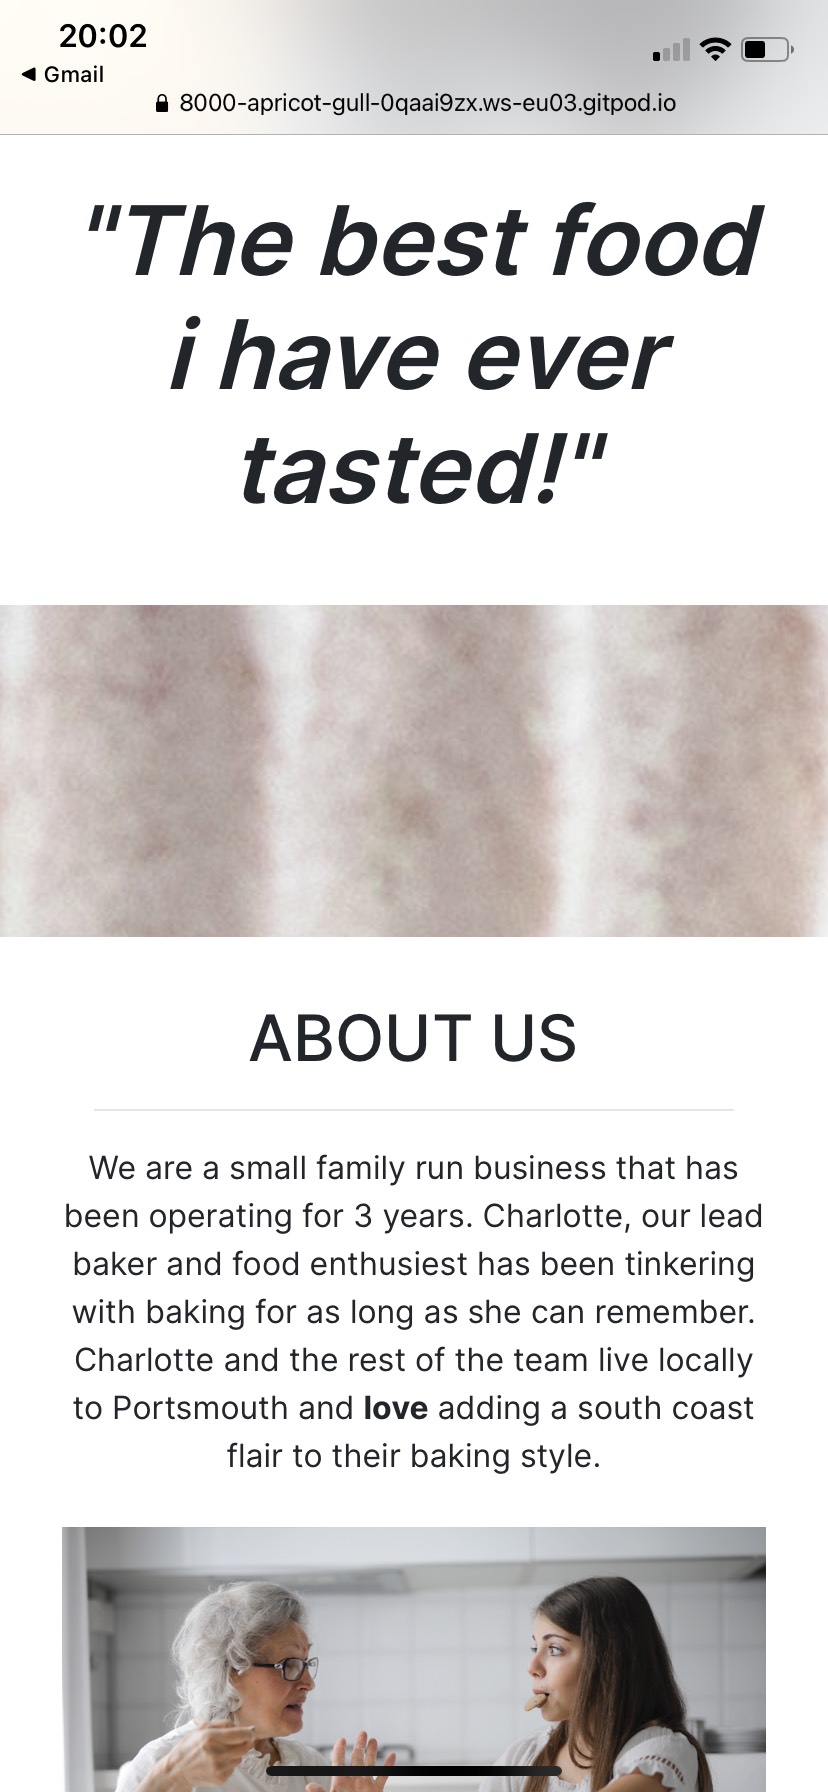 20:02
◀ Gmail
8000-apricot-gull-0qaai9zx.ws-eu03.gitpod.io
"The best food
i have ever
tasted!"
ABOUT US
We are a small family run business that has
been operating for 3 years. Charlotte, our lead
baker and food enthusiest has been tinkering
with baking for as long as she can remember.
Charlotte and the rest of the team live locally
to Portsmouth and love adding a south coast
flair to their baking style.